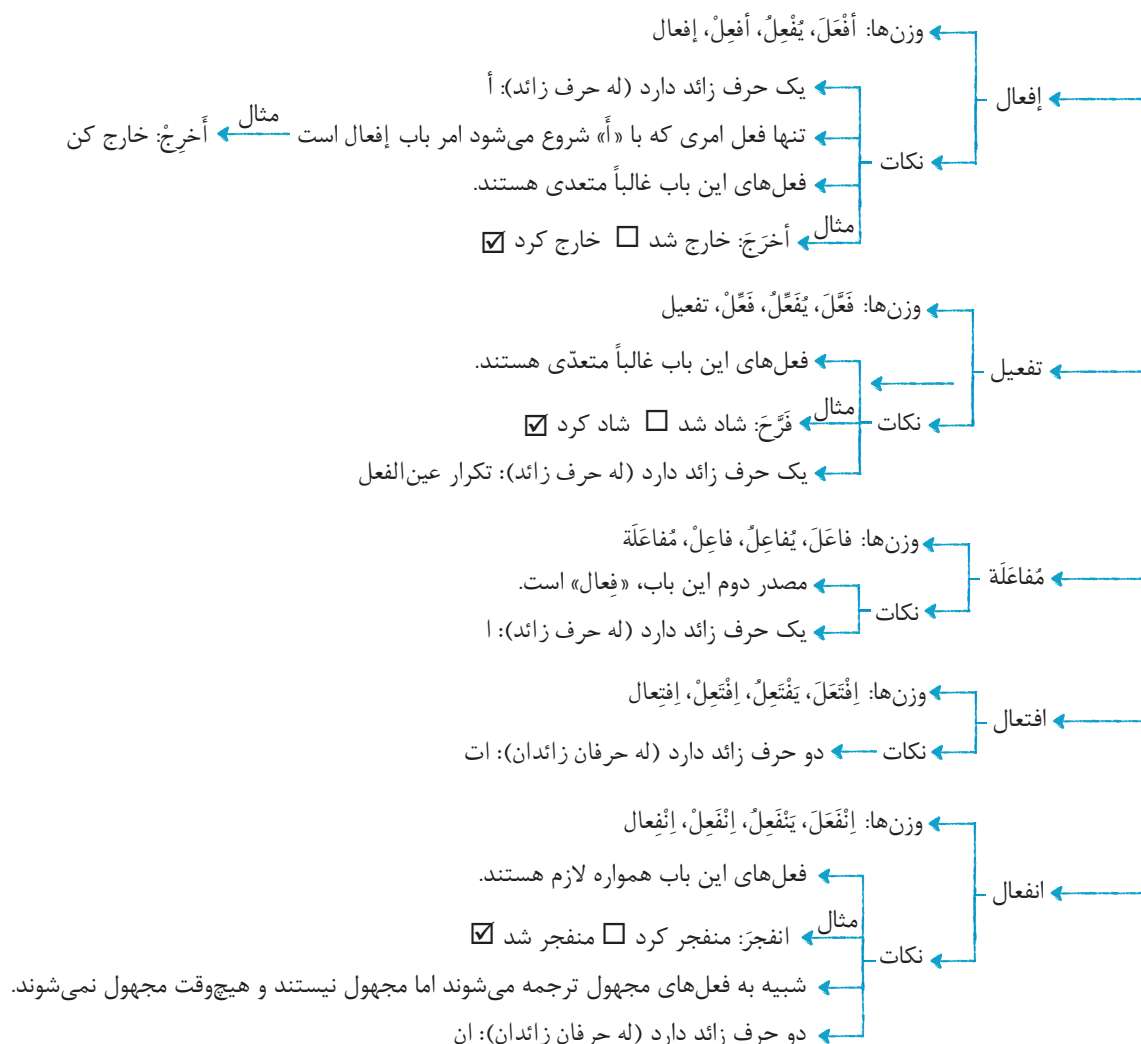 وزن‌ها: أفْعَلَ، يُفْعِلُ، أفعِلْ، إفعال
إفعال
یک حرف زائد دارد (له حرف زائد): أ
تنها فعل امری که با «أَ» شروع می‌شود امر باب إفعال است مثال أَخرِجْ: خارج کن
نکات
فعل‌های این باب غالباً متعدی هستند.
مثال أخرَجَ: خارج شد ☐ خارج کرد ☑
وزن‌ها: فَعَّلَ، يُفَعِّلُ، فَعِّلْ، تفعیل
تفعیل
فعل‌های این باب غالباً متعدّی هستند.
نکات مثال فَرَّحَ: شاد شد ☐ شاد کرد ☑
یک حرف زائد دارد (له حرف زائد): تکرار عین‌الفعل
وزن‌ها: فاعَلَ، يُفاعِلُ، فاعِلْ، مُفاعَلَة
مُفاعَلَة
مصدر دوم این باب، «فِعال» است.
نکات
یک حرف زائد دارد (له حرف زائد): ا
وزن‌ها: اِفْتَعَلَ، يَفْتَعِلُ، اِفْتَعِلْ، اِفتِعال
افتعال
نکات دو حرف زائد دارد (له حرفان زائدان): ات
وزن‌ها: اِنْفَعَلَ، يَنْفَعِلُ، اِنْفَعِلْ، اِنْفِعال
انفعال
فعل‌های این باب همواره لازم هستند.
مثال انفجرَ: منفجر کرد ☐ منفجر شد ☑
نکات
شبیه به فعل‌های مجهول ترجمه می‌شوند اما مجهول نیستند و هیچ‌وقت مجهول نمی‌شوند.
دو حرف زائد دارد (له حرفان زائدان): ان